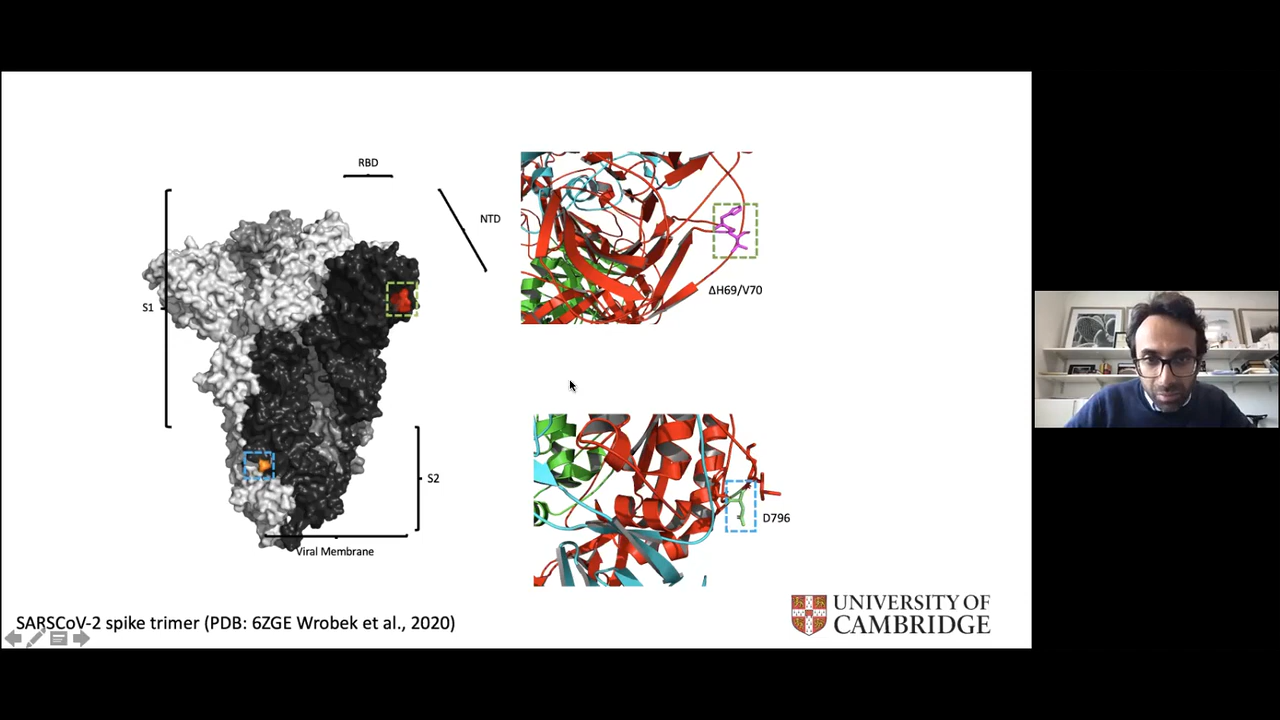 RBD
NTD
S1
ΔH69/V70
S2
D796
Viral Membrane
SARSCoV-2 spike trimer (PDB: 6ZGE Wrobek et al., 2020)
UNIVERSITY OF
CAMBRIDGE